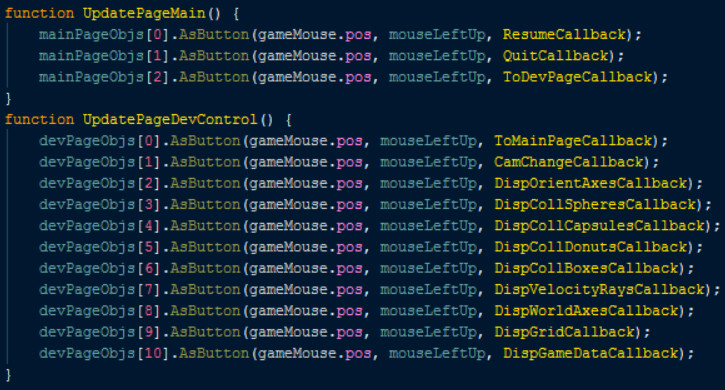 function UpdatePageMain() {
    mainPageObjs[0].AsButton(gameMouse.pos, mouseLeftUp, ResumeCallback);
    mainPageObjs[1].AsButton(gameMouse.pos, mouseLeftUp, QuitCallback);
    mainPageObjs[2].AsButton(gameMouse.pos, mouseLeftUp, ToDevPageCallback);
}
function UpdatePageDevControl() {
    devPageObjs[0].AsButton(gameMouse.pos, mouseLeftUp, ToMainPageCallback);
    devPageObjs[1].AsButton(gameMouse.pos, mouseLeftUp, CamChangeCallback);
    devPageObjs[2].AsButton(gameMouse.pos, mouseLeftUp, DispOrientAxesCallback);
    devPageObjs[3].AsButton(gameMouse.pos, mouseLeftUp, DispCollSpheresCallback);
    devPageObjs[4].AsButton(gameMouse.pos, mouseLeftUp, DispCollCapsulesCallback);
    devPageObjs[5].AsButton(gameMouse.pos, mouseLeftUp, DispCollDonutsCallback);
    devPageObjs[6].AsButton(gameMouse.pos, mouseLeftUp, DispCollBoxesCallback);
    devPageObjs[7].AsButton(gameMouse.pos, mouseLeftUp, DispVelocityRaysCallback);
    devPageObjs[8].AsButton(gameMouse.pos, mouseLeftUp, DispWorldAxesCallback);
    devPageObjs[9].AsButton(gameMouse.pos, mouseLeftUp, DispGridCallback);
    devPageObjs[10].AsButton(gameMouse.pos, mouseLeftUp, DispGameDataCallback);
}